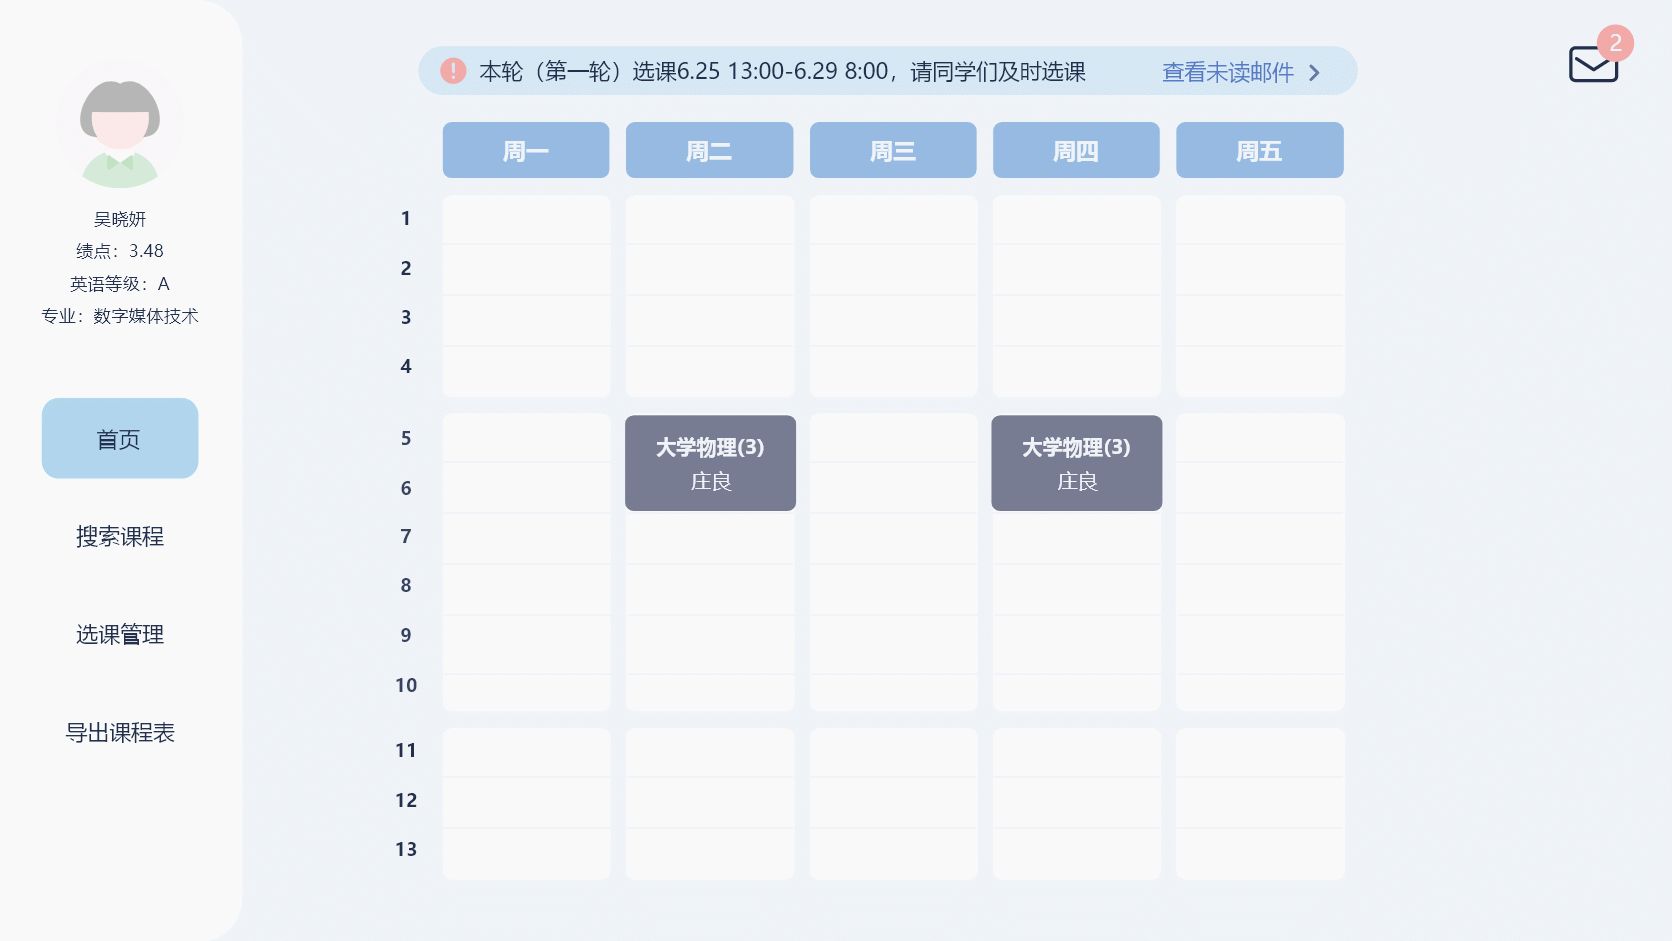 吴晓妍
绩点：3.48
英语等级：A
专业：数字媒体技术
首页
搜索课程
选课管理
导出课程表
! 本轮（第一轮）选课6.25 13:00-6.29 8:00，请同学们及时选课 查看未读邮件 >
2
周一 周二 周三 周四 周五
1
2
3
4
5
大学物理(3) 大学物理(3)
庄良 庄良
6
7
8
9
10
11
12
13